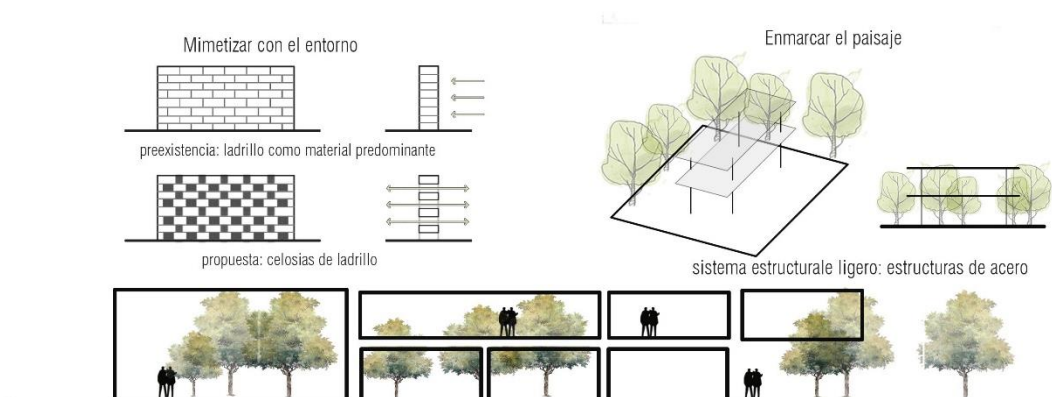 Mimetizar con el entorno
preexistencia: ladrillo como material predominante
propuesta: celosias de ladrillo
Enmarcar el paisaje
sistema estructurale ligero: estructuras de acero